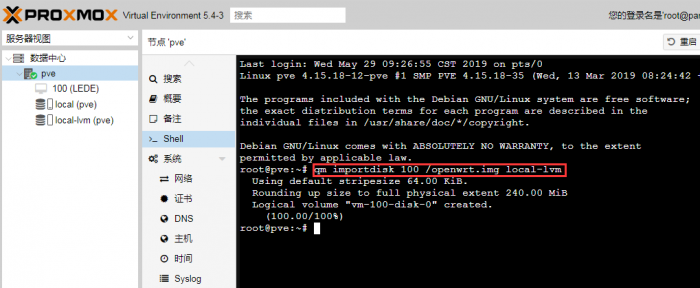 PROXMOX Virtual Environment 5.4-3 搜索 您的登录名是'root@pa
服务器视图
数据中心
pve
100 (LEDE)
local (pve)
local-lvm (pve)
节点 'pve'
重启
搜索
概要
备注
Shell
系统
网络
证书
DNS
主机
时间
Syslog
Last login: Wed May 29 09:26:55 CST 2019 on pts/0
Linux pve 4.15.18-12-pve #1 SMP PVE 4.15.18-35 (Wed, 13 Mar 2019 08:24:42 
The programs included with the Debian GNU/Linux system are free software;
the exact distribution terms for each program are described in the
individual files in /usr/share/doc/*/copyright.
Debian GNU/Linux comes with ABSOLUTELY NO WARRANTY, to the extent
permitted by applicable law.
root@pve:~# qm importdisk 100 /openwrt.img local-lvm
Using default stripesize 64.00 KiB.
Rounding up size to full physical extent 240.00 MiB
Logical volume "vm-100-disk-0" created.
(100.00/100%)
root@pve:~#